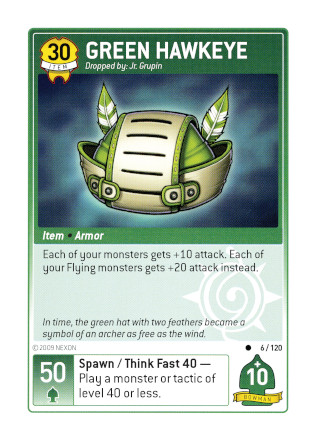 30
ITEM
GREEN HAWKEYE
Dropped by: Jr. Grupin
Item • Armor
Each of your monsters gets +10 attack. Each of
your Flying monsters gets +20 attack instead.
In time, the green hat with two feathers became a
symbol of an archer as free as the wind.
© 2009 NEXON
6 / 120
50
Spawn / Think Fast 40 —
Play a monster or tactic of
level 40 or less.
+
10
BOWMAN